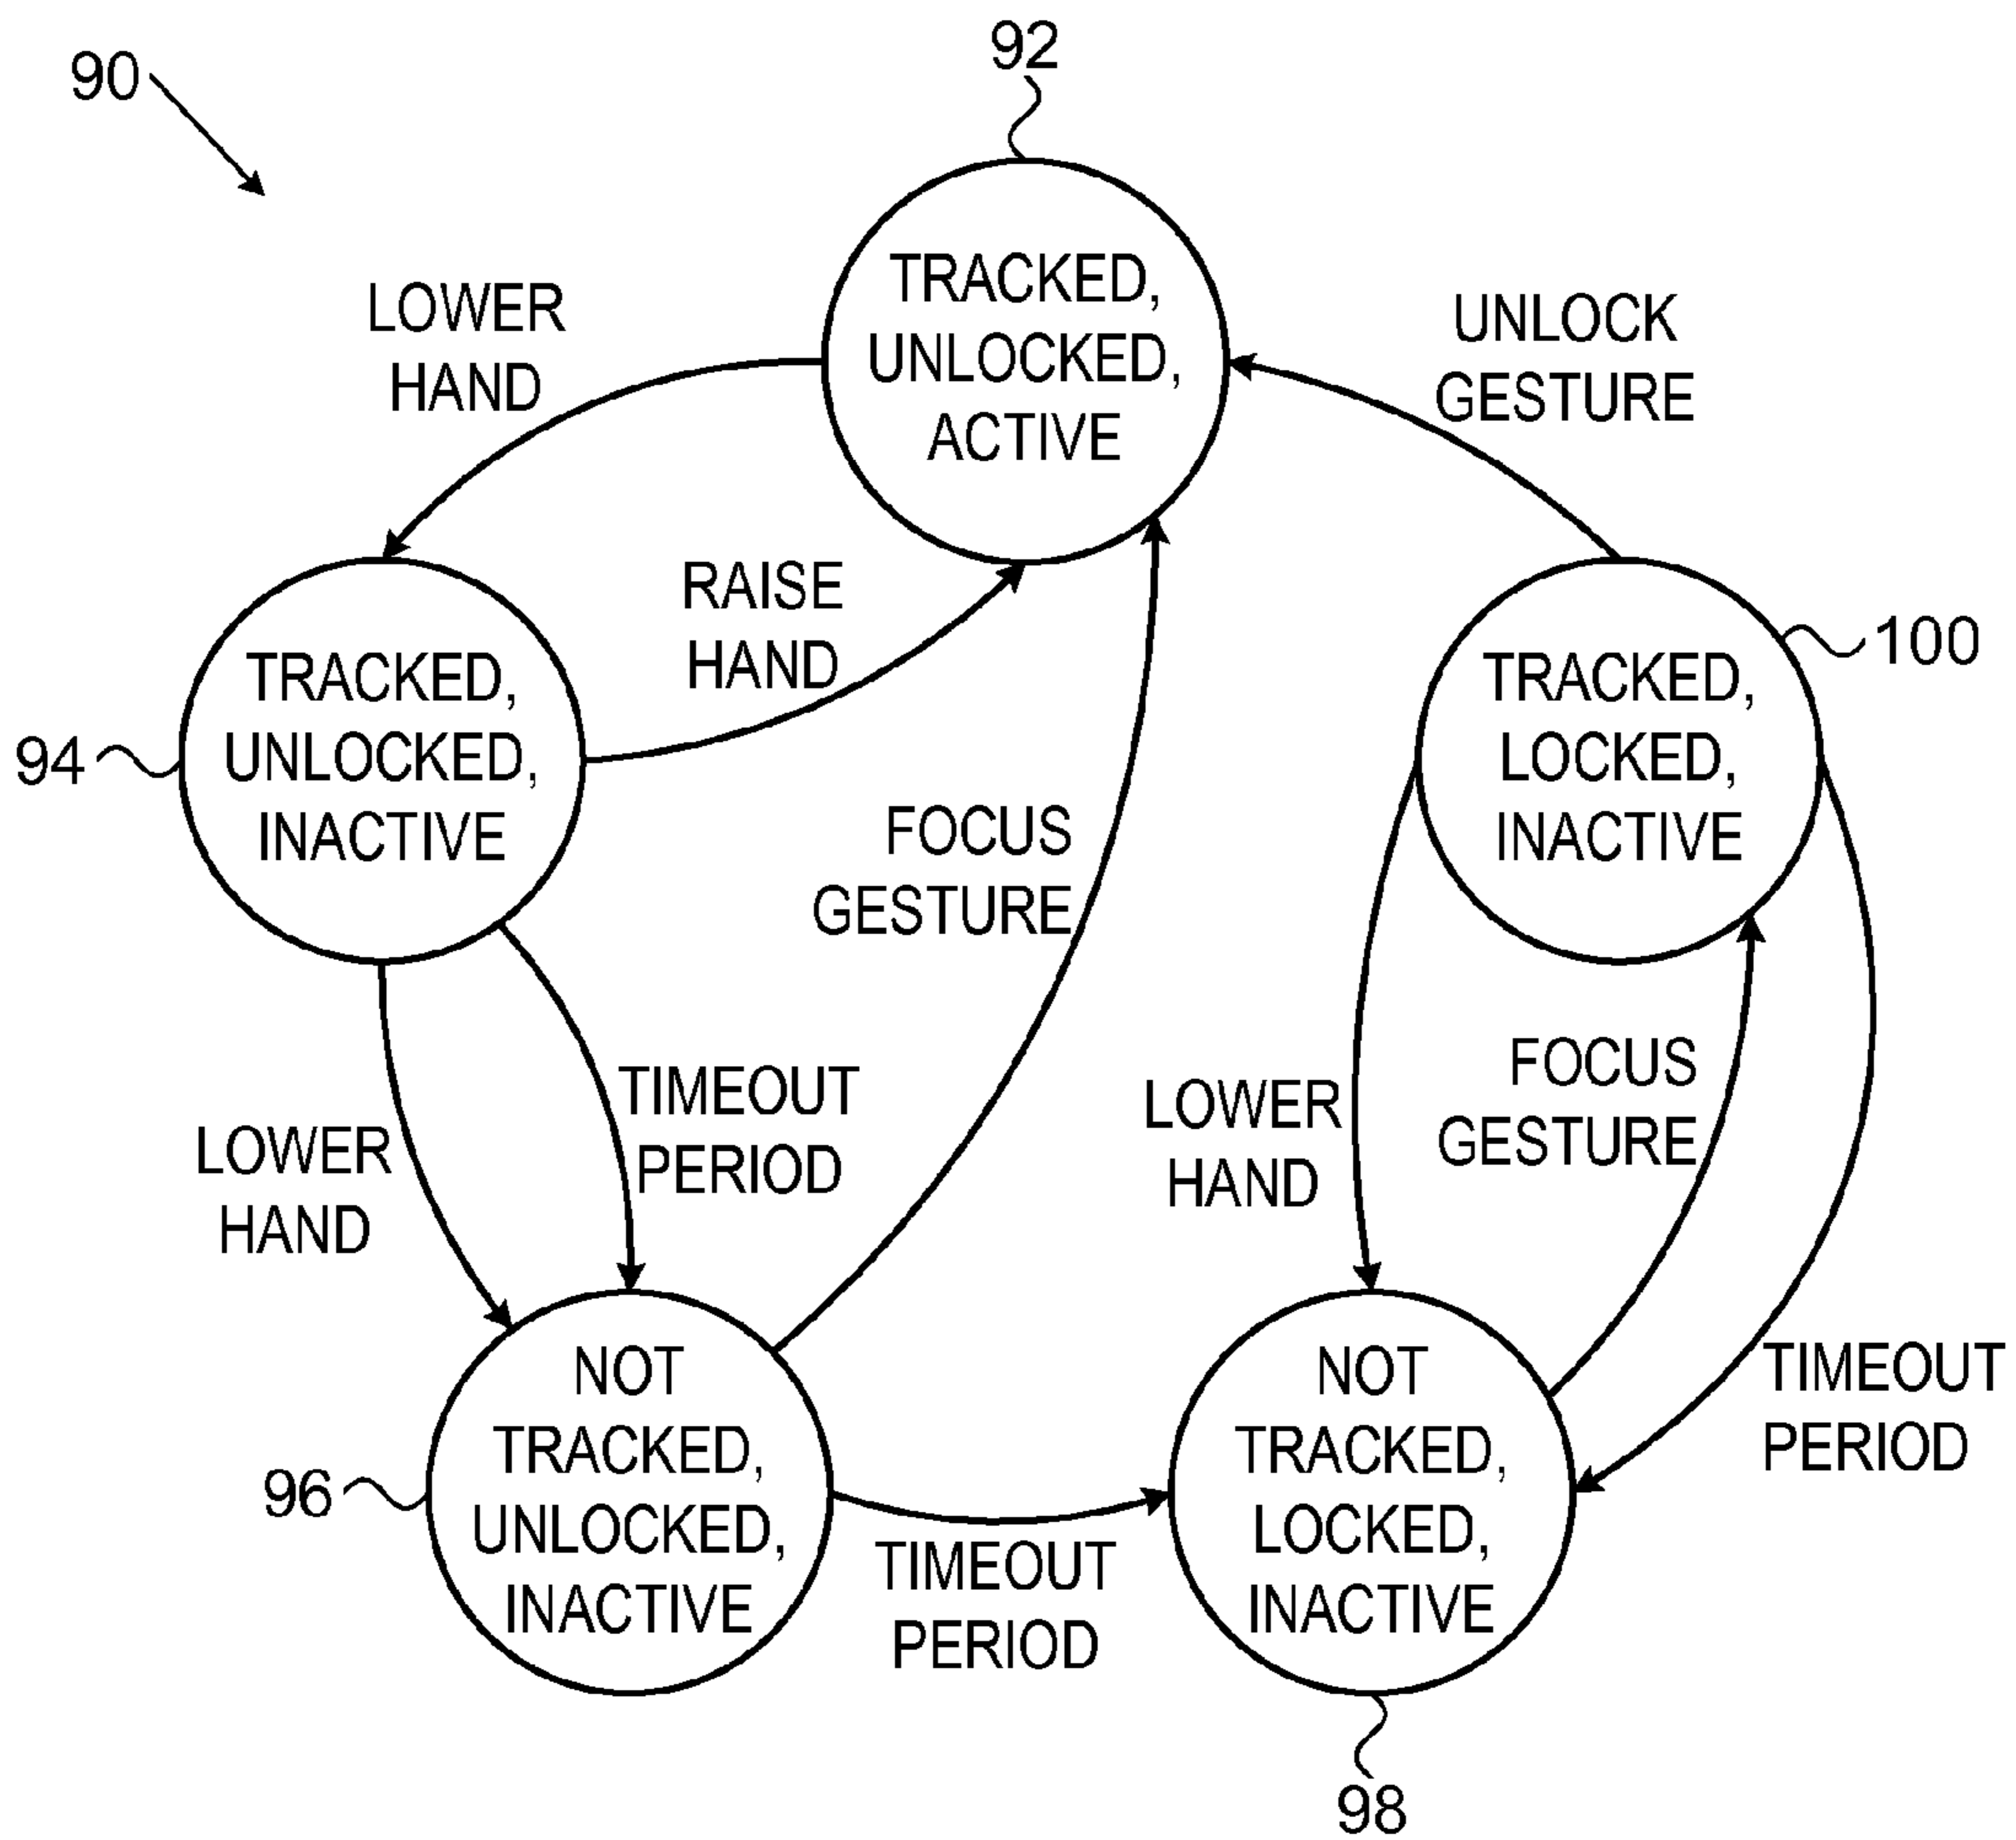 90
92
TRACKED,
UNLOCKED,
ACTIVE
LOWER
HAND
UNLOCK
GESTURE
RAISE
HAND
94
TRACKED,
UNLOCKED,
INACTIVE
100
TRACKED,
LOCKED,
INACTIVE
FOCUS
GESTURE
LOWER
HAND
TIMEOUT
PERIOD
LOWER
HAND
FOCUS
GESTURE
TIMEOUT
PERIOD
96
NOT
TRACKED,
UNLOCKED,
INACTIVE
TIMEOUT
PERIOD
NOT
TRACKED,
LOCKED,
INACTIVE
98